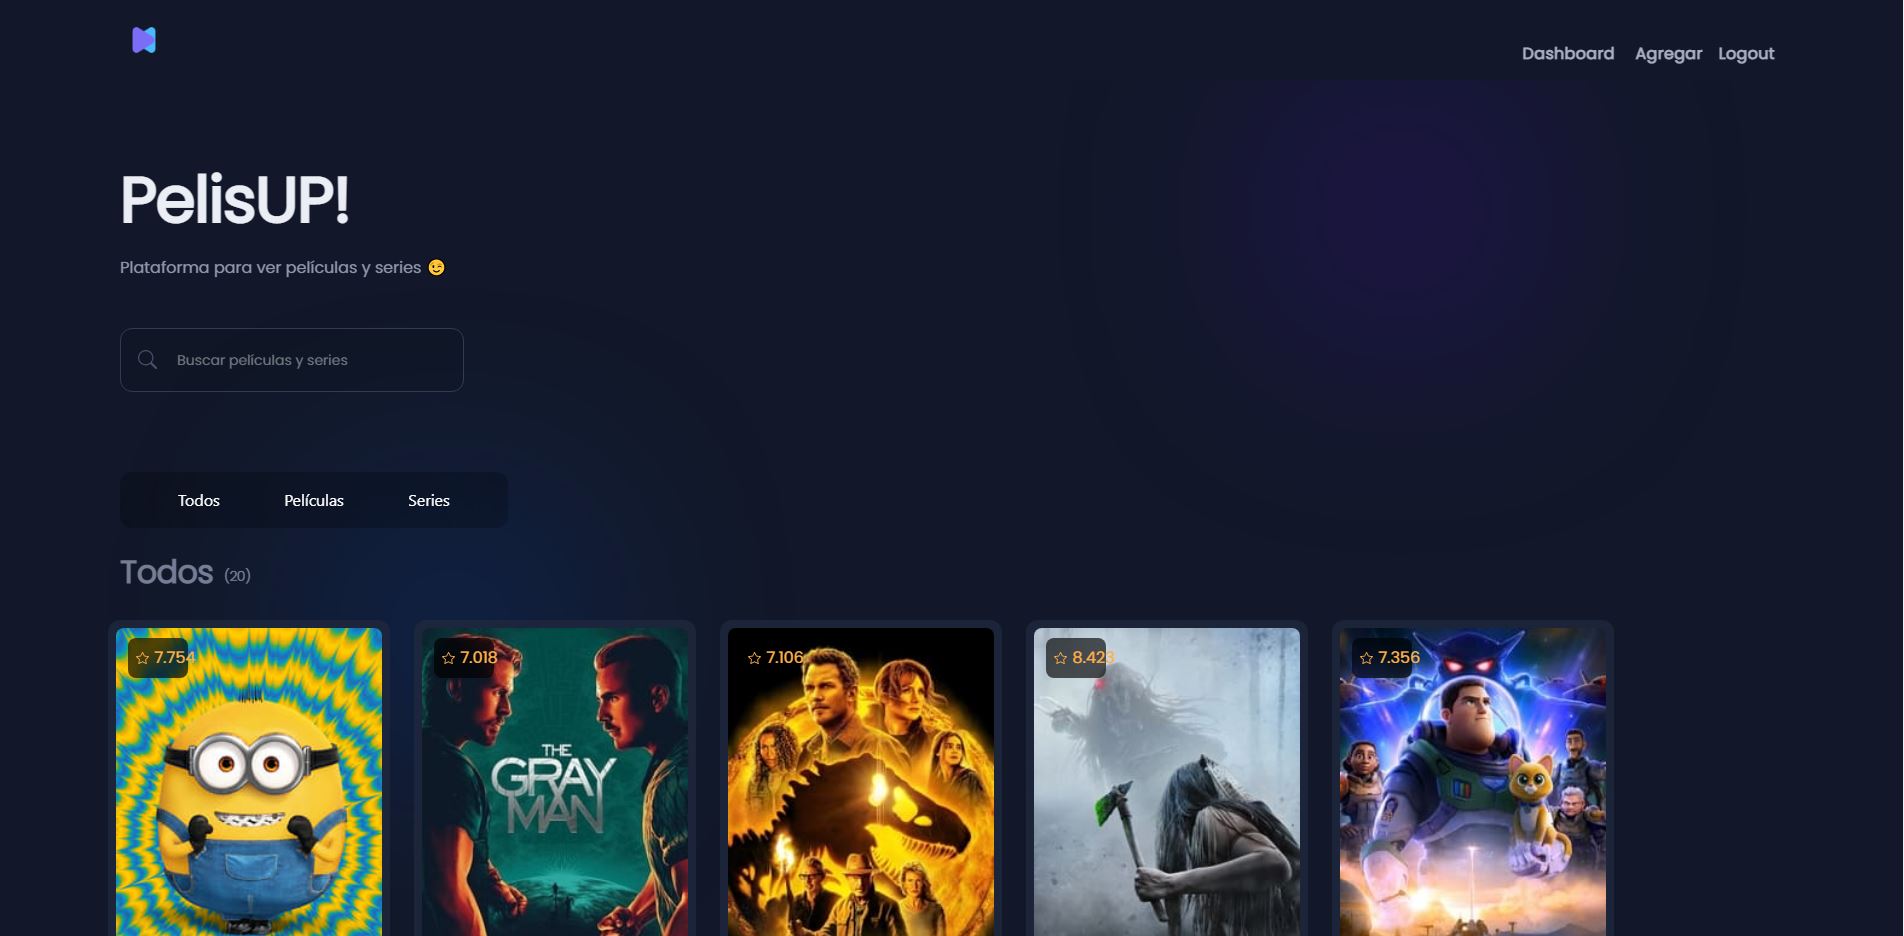 Dashboard Agregar Logout
PelisUP!
Plataforma para ver películas y series 😉
Buscar películas y series
Todos Películas Series
Todos (20)
7.754 7.018 7.106 8.423 7.356
THE
GRAY
MAN